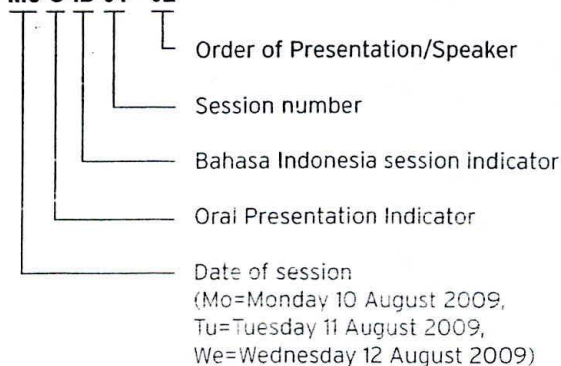 Order of Presentation/Speaker
Session number
Bahasa Indonesia session indicator
Oral Presentation Indicator
Date of session
(Mo=Monday 10 August 2009,
Tu=Tuesday 11 August 2009,
We=Wednesday 12 August 2009)